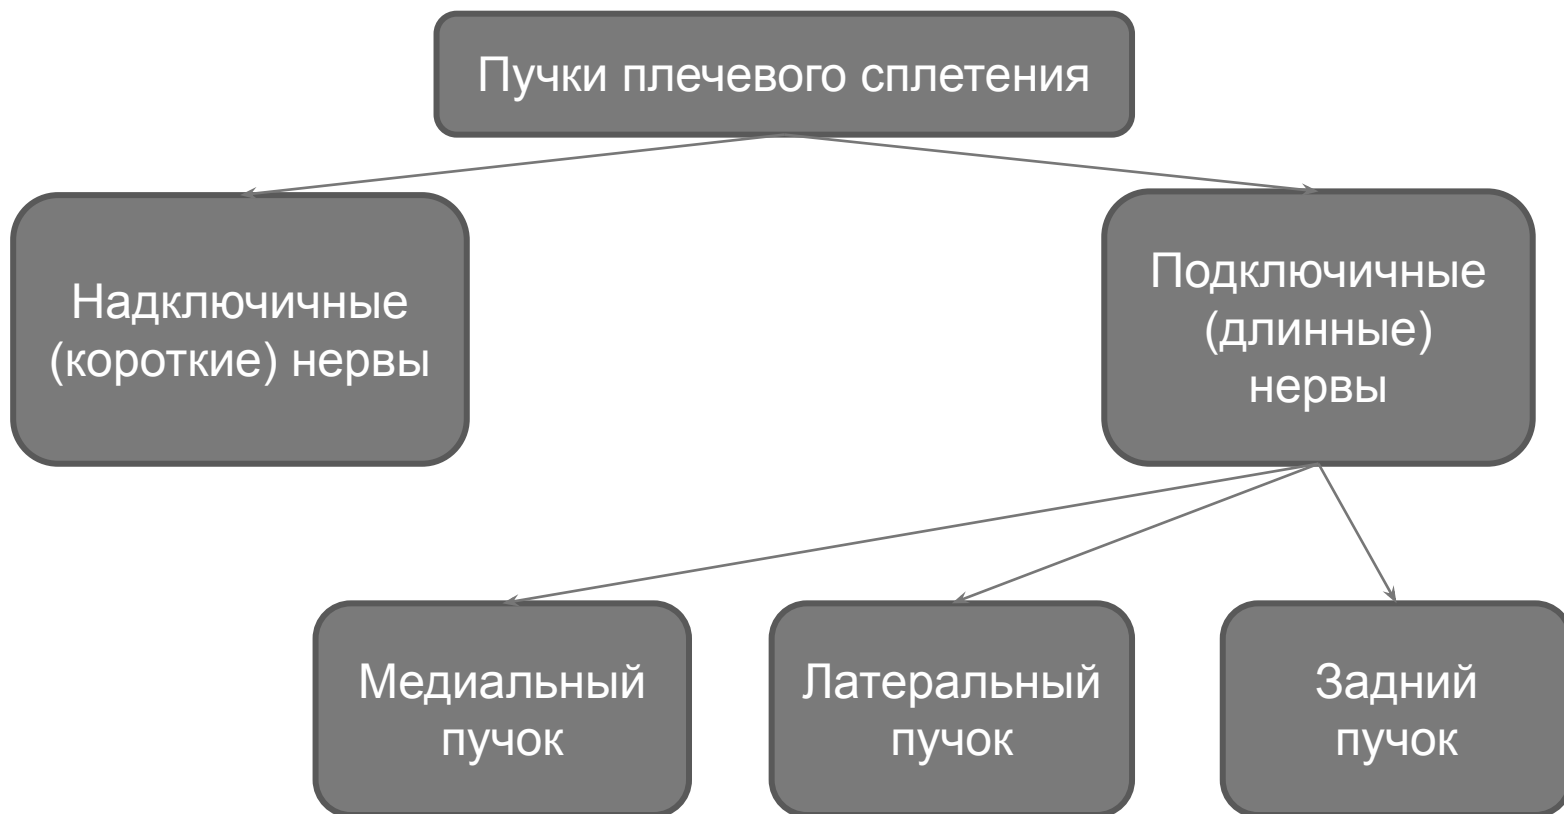 Пучки плечевого сплетения
Надключичные
(короткие) нервы
Подключичные
(длинные)
нервы
Медиальный
пучок
Латеральный
пучок
Задний
пучок